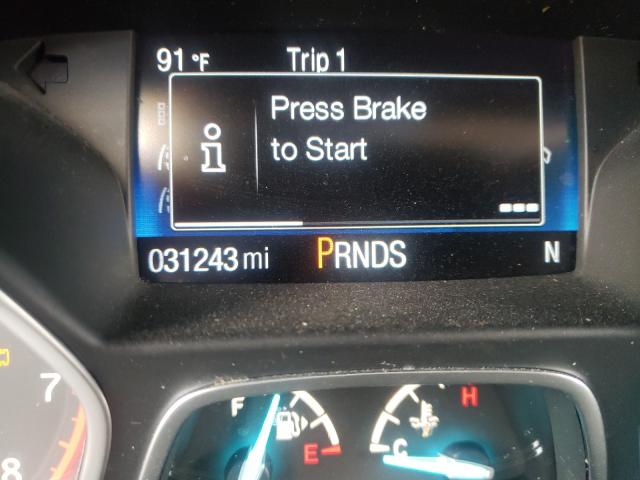 91 °F Trip 1
Press Brake
to Start
i
031243 mi PRNDS N
7
8
F
E
H
C